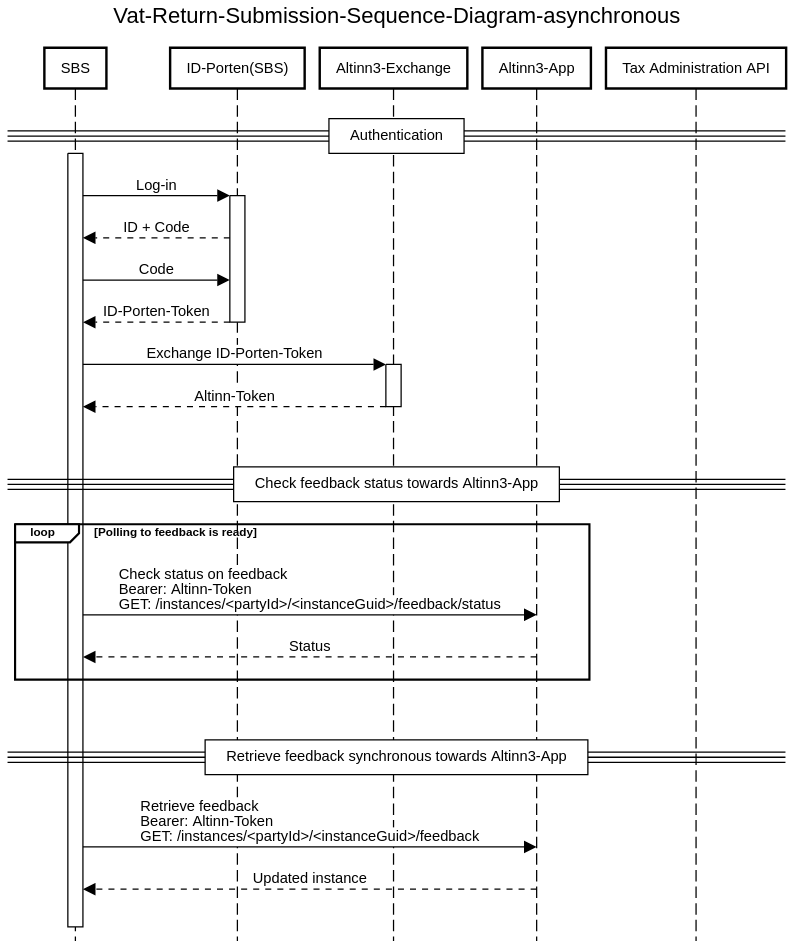 Vat-Return-Submission-Sequence-Diagram-asynchronous
SBS
ID-Porten(SBS)
Altinn3-Exchange
Altinn3-App
Tax Administration API
Authentication
Log-in
ID + Code
Code
ID-Porten-Token
Exchange ID-Porten-Token
Altinn-Token
Check feedback status towards Altinn3-App
loop
[Polling to feedback is ready]
Check status on feedback
Bearer: Altinn-Token
GET: /instances/<partyId>/<instanceGuid>/feedback/status
Status
Retrieve feedback synchronous towards Altinn3-App
Retrieve feedback
Bearer: Altinn-Token
GET: /instances/<partyId>/<instanceGuid>/feedback
Updated instance